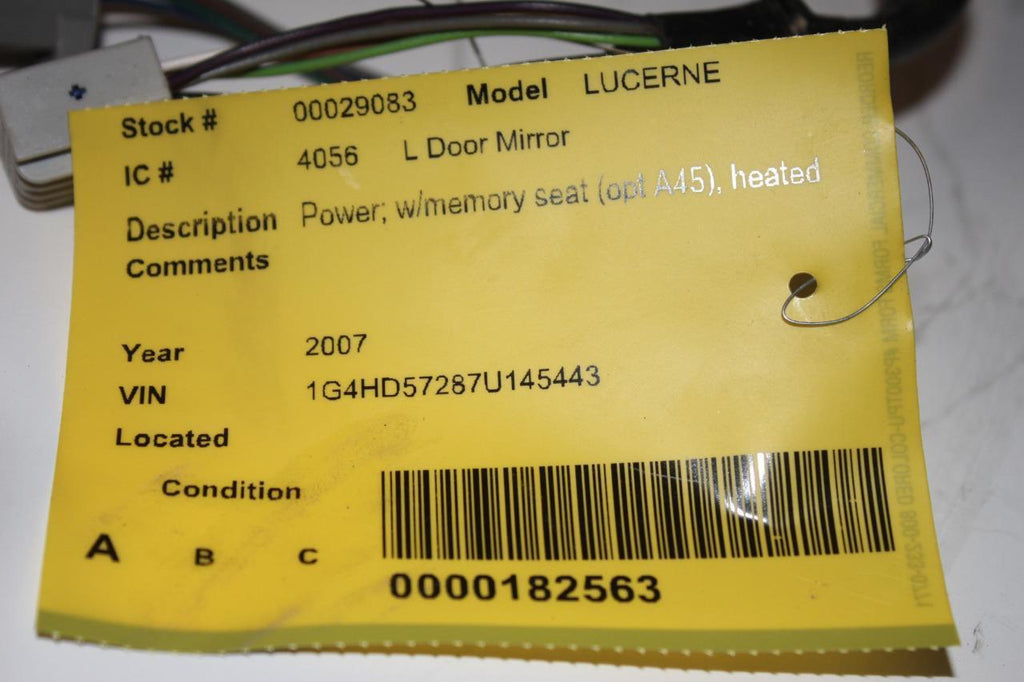 Stock # 00029083 Model LUCERNE
IC # 4056 L Door Mirror
Description Power; w/memory seat (opt A45), heated
Comments
Year 2007
VIN 1G4HD57287U145443
Located
Condition
A B C
0000182563